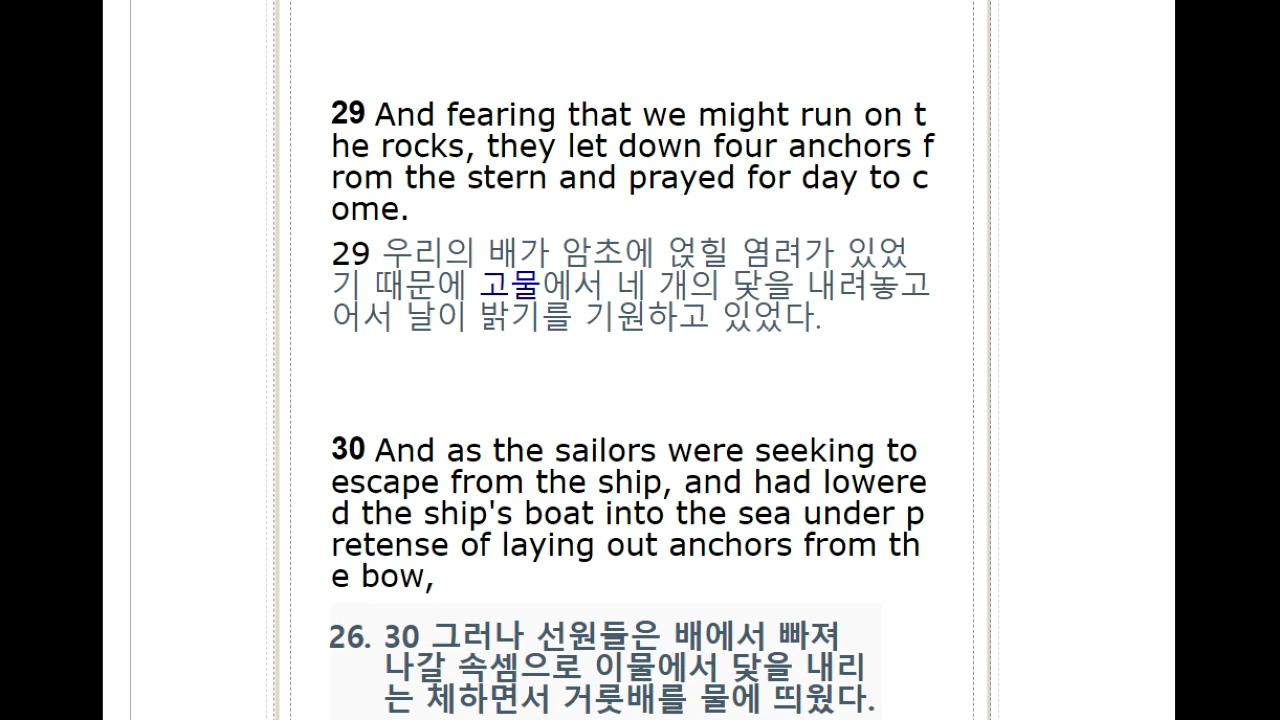 29 And fearing that we might run on t
he rocks, they let down four anchors f
rom the stern and prayed for day to c
ome.
29 우리의 배가 암초에 얹힐 염려가 있었
기 때문에 고물에서 네 개의 닻을 내려놓고
어서 날이 밝기를 기원하고 있었다.
30 And as the sailors were seeking to
escape from the ship, and had lowere
d the ship's boat into the sea under p
retense of laying out anchors from th
e bow,
26. 30 그러나 선원들은 배에서 빠져
나갈 속셈으로 이물에서 닻을 내리
는 체하면서 거룻배를 물에 띄웠다.